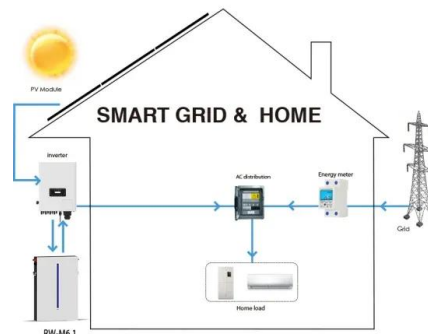 PV Module
SMART GRID & HOME
Inverter
AC distribution
Energy meter
Grid
Home load
PW-M6.1